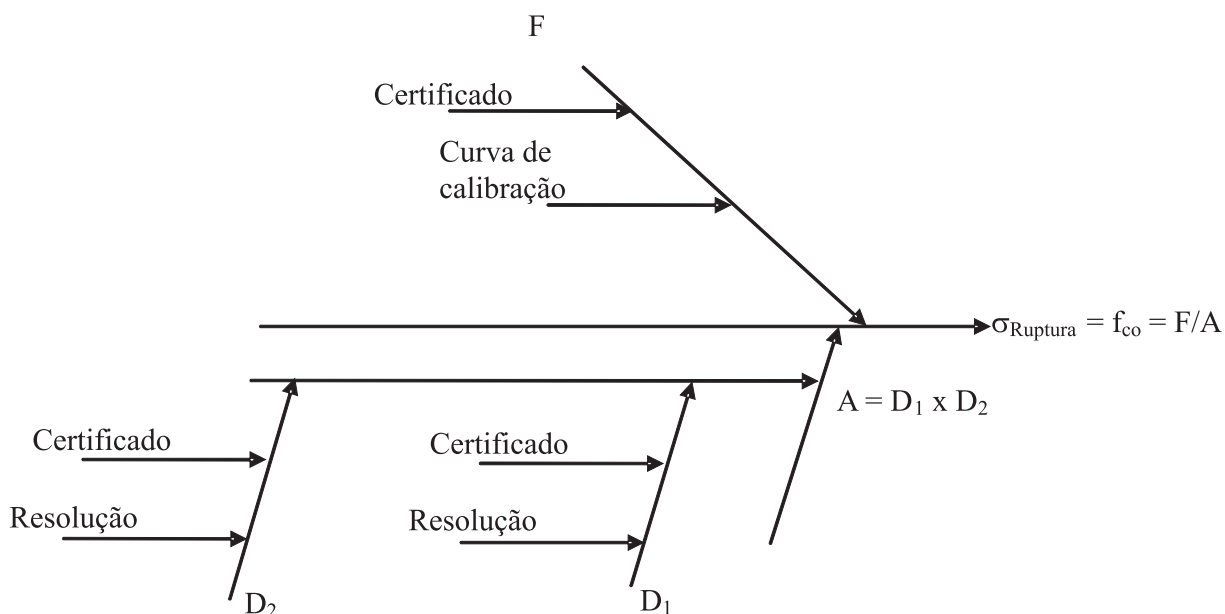 F
Certificado
Curva de
calibração
σRuptura = fco = F/A
A = D1 x D2
Certificado
Certificado
Resolução
Resolução
D2
D1